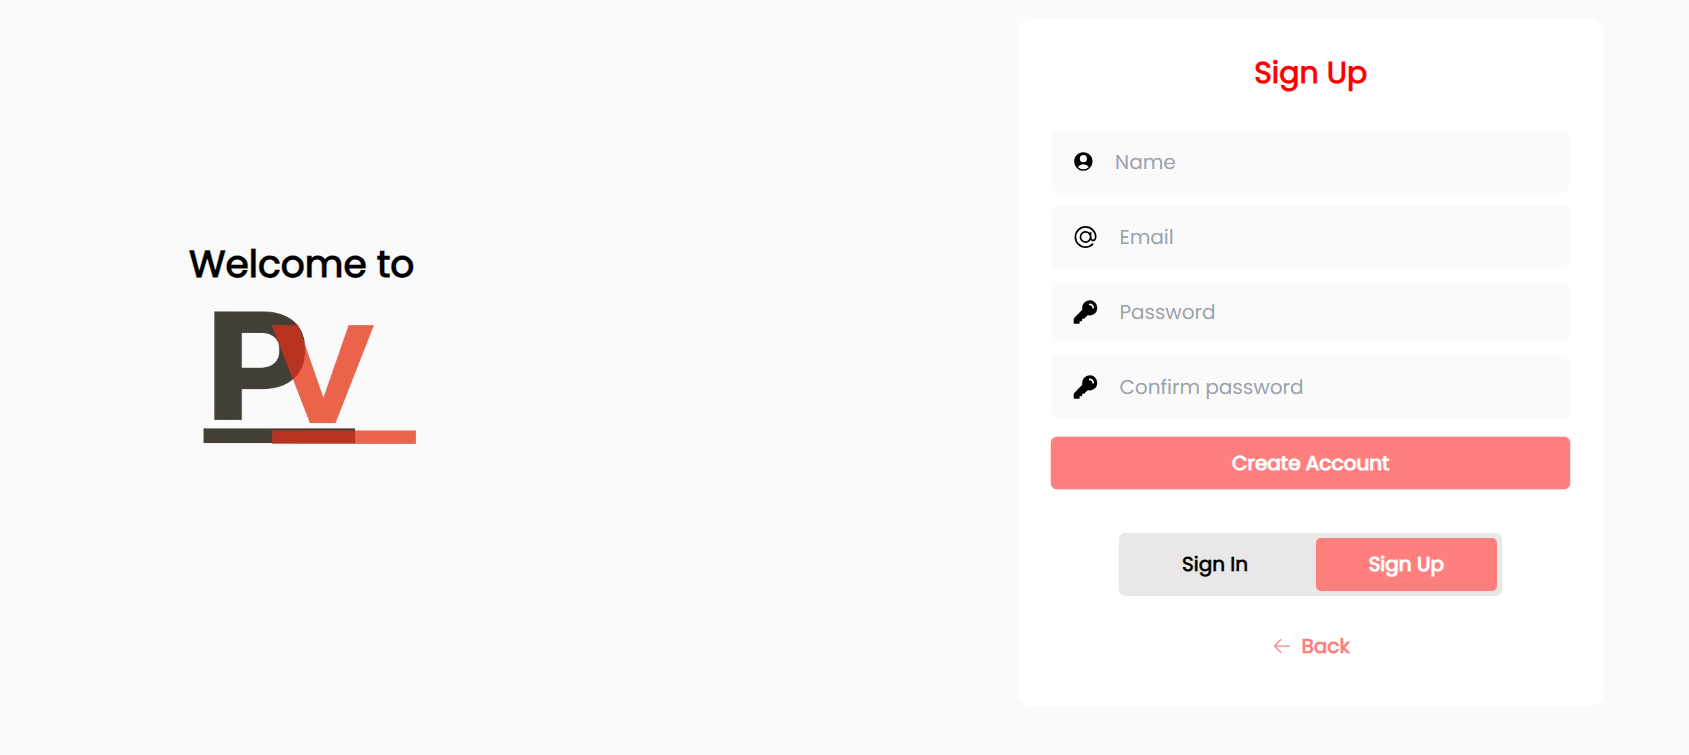 Welcome to
PV
Sign Up
Name
Email
Password
Confirm password
Create Account
Sign In
Sign Up
Back